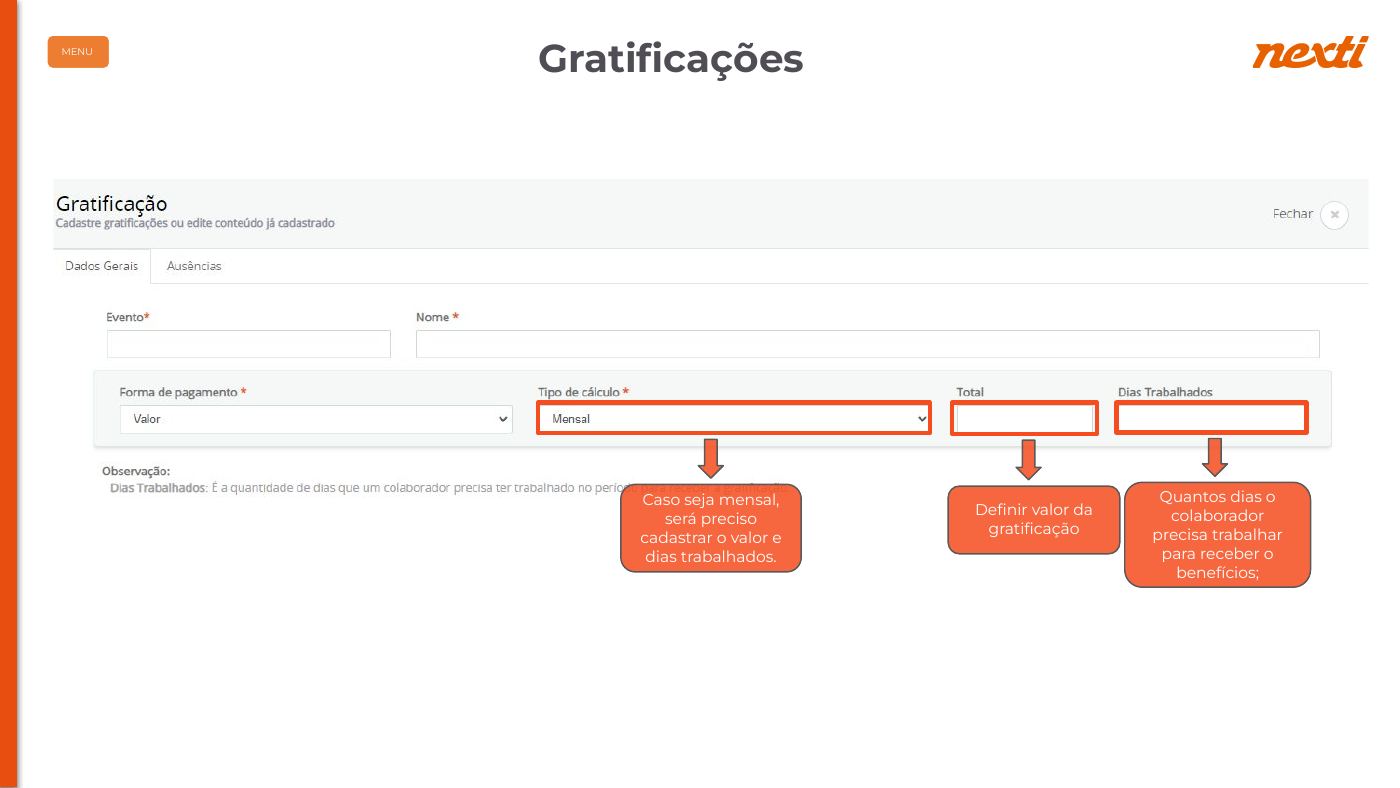 MENU
Gratificações
nexti
Gratificação
Cadastre gratificações ou edite conteúdo já cadastrado
Fechar
Dados Gerais
Ausências
Evento*
Nome *
Forma de pagamento *
Tipo de cálculo *
Total
Dias Trabalhados
Valor
Mensal
Observação:
Dias Trabalhados: É a quantidade de dias que um colaborador precisa ter trabalhado no período para receber a gratificação.
Caso seja mensal,
será preciso
cadastrar o valor e
dias trabalhados.
Definir valor da
gratificação
Quantos dias o
colaborador
precisa trabalhar
para receber o
benefícios;